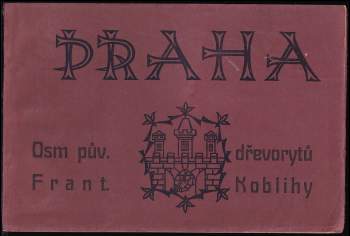 PRAHA
Osm pův. dřevorytů
Frant. Koblihy